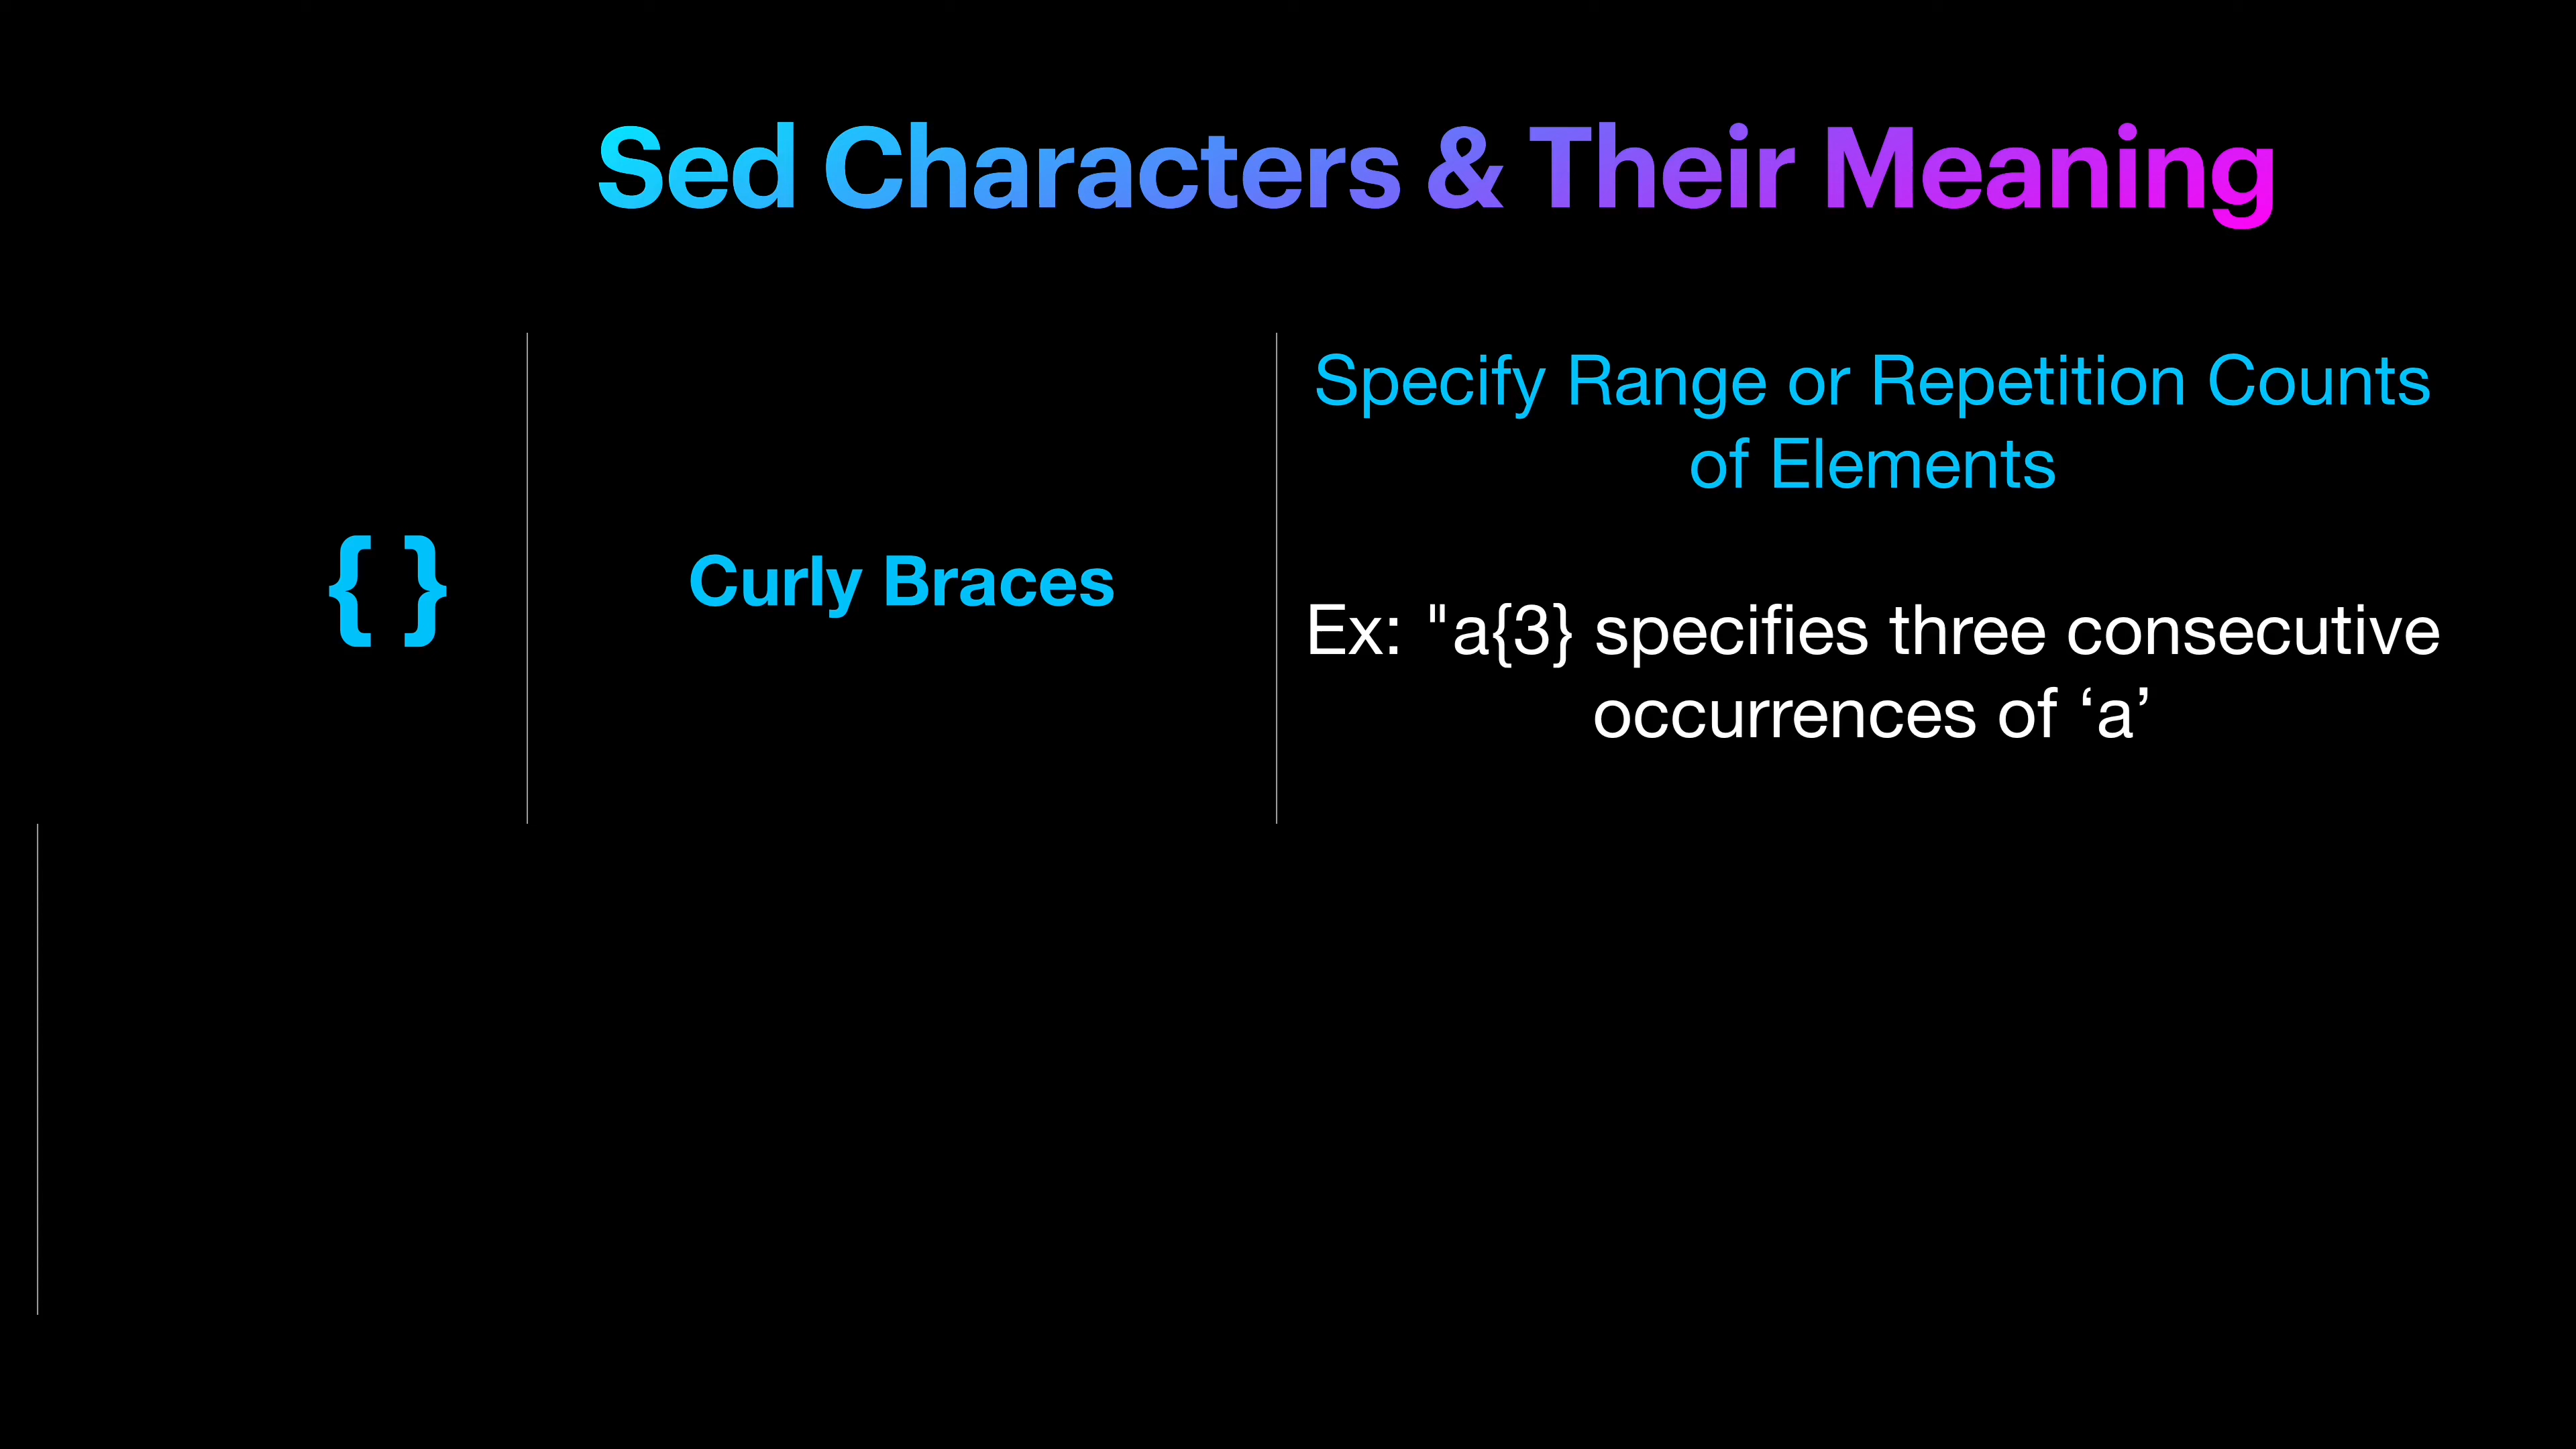 Sed Characters & Their Meaning
{ }
Curly Braces
Specify Range or Repetition Counts
of Elements
Ex: "a{3} specifies three consecutive
occurrences of ‘a’